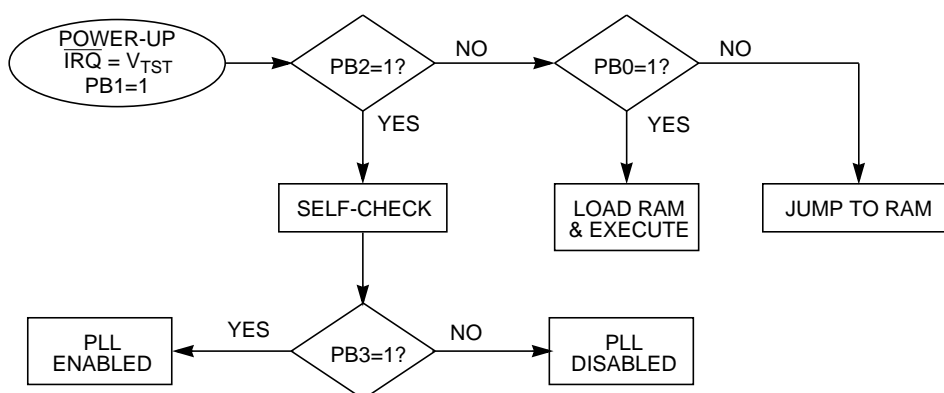 POWER-UP
IRQ = VTST
PB1=1
PB2=1?
NO
PB0=1?
NO
YES
YES
SELF-CHECK
LOAD RAM
& EXECUTE
JUMP TO RAM
YES
PB3=1?
NO
PLL
ENABLED
PLL
DISABLED